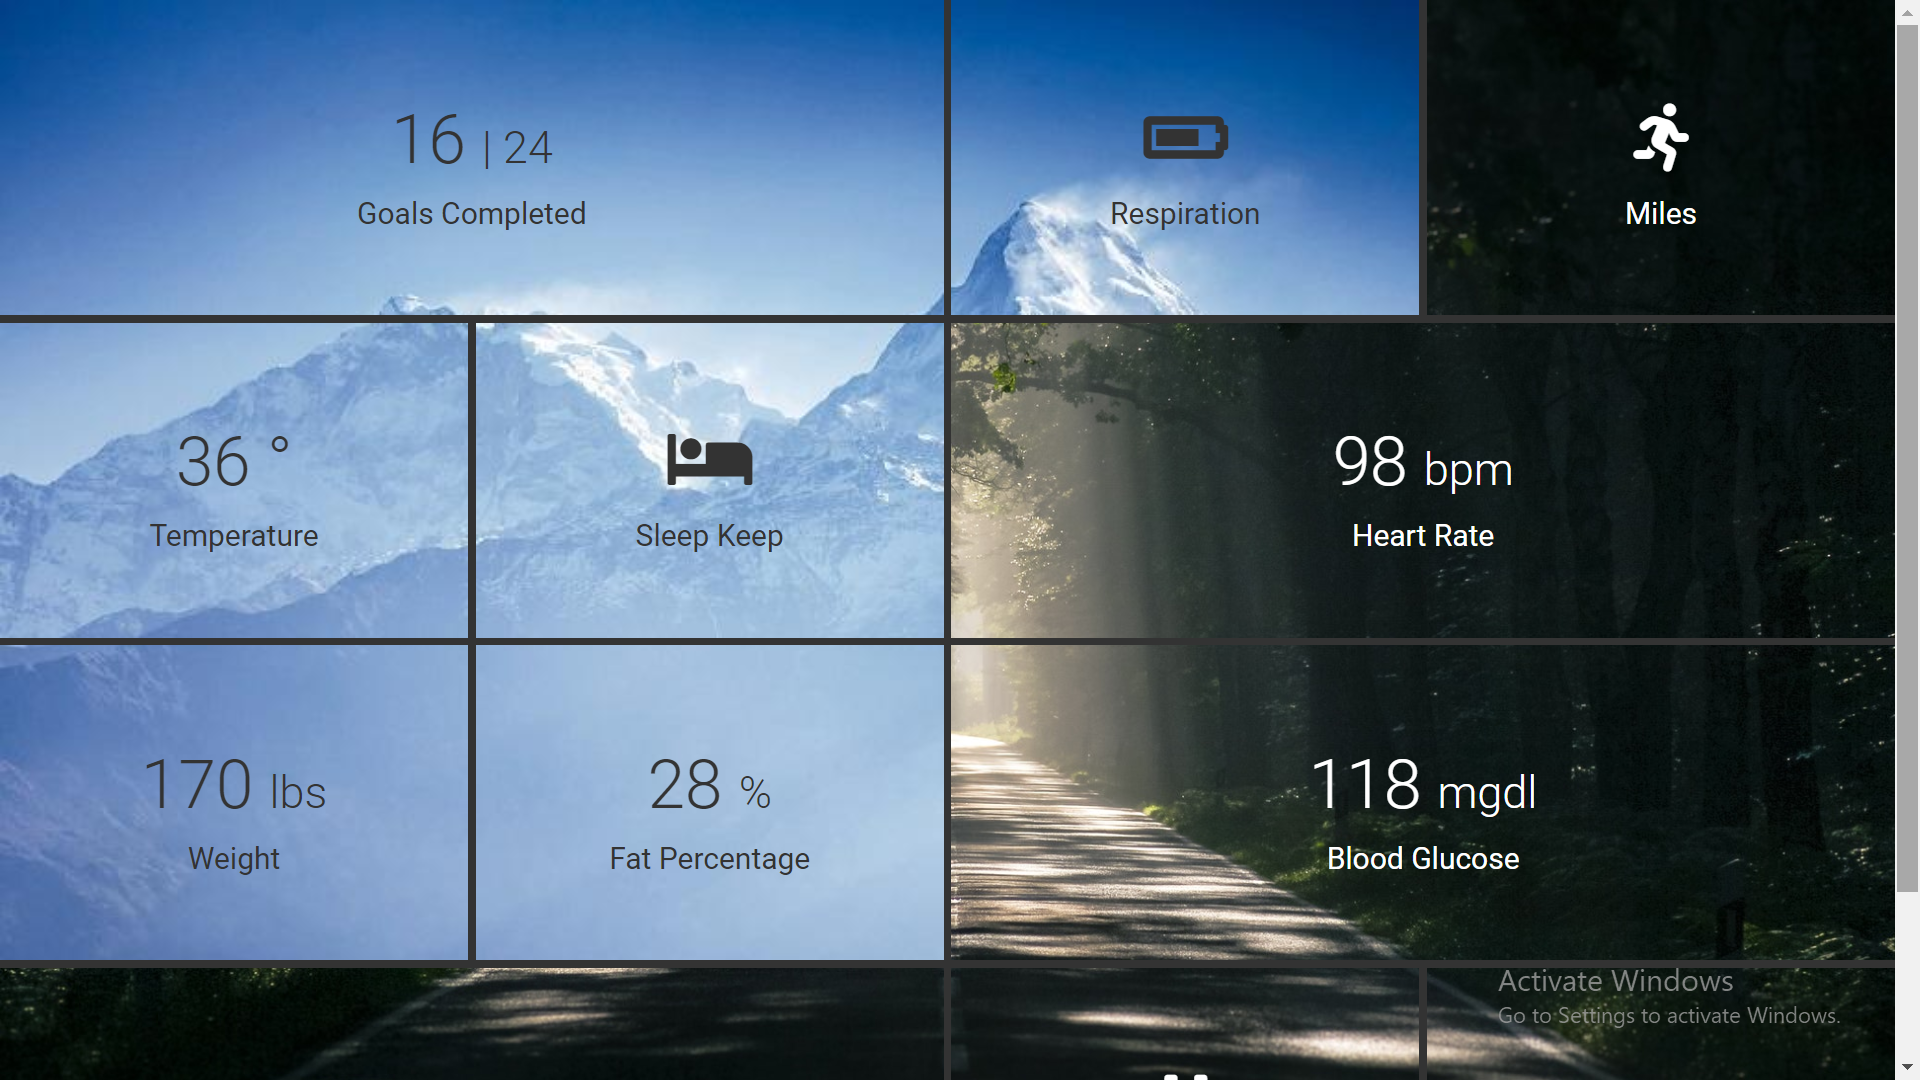 16 | 24
Goals Completed
Respiration
Miles
36 °
Temperature
Sleep Keep
98 bpm
Heart Rate
170 lbs
Weight
28 %
Fat Percentage
118 mgdl
Blood Glucose
Activate Windows
Go to Settings to activate Windows.